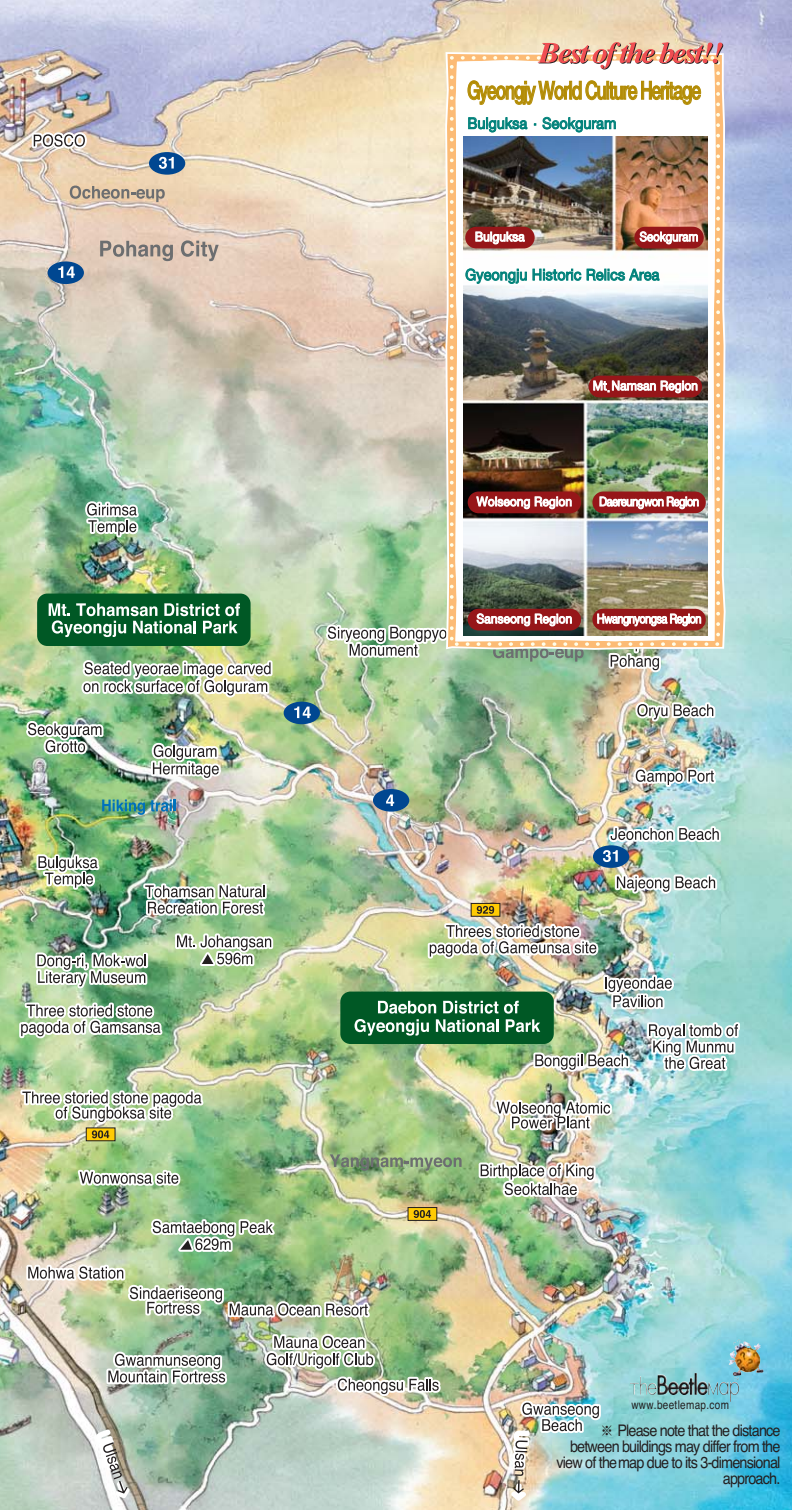 Best of the best!!
Gyeongjy World Culture Heritage
Bulguksa · Seokguram
Bulguksa
Seokguram
Gyeongju Historic Relics Area
Mt. Namsan Region
Wolseong Region
Daereungwon Region
Sanseong Region
Hwangnyongsa Region
POSCO
31
Ocheon-eup
Pohang City
14
Girimsa
Temple
Mt. Tohamsan District of
Gyeongju National Park
Siryeong Bongpyo
Monument
Gampo-eup
Pohang
Seated yeorae image carved
on rock surface of Golguram
14
Oryu Beach
Seokguram
Grotto
Golguram
Hermitage
Gampo Port
Hiking trail
4
Jeonchon Beach
31
Bulguksa
Temple
Najeong Beach
Tohamsan Natural
Recreation Forest
929
Threes storied stone
pagoda of Gameunsa site
Mt. Johangsan
▲596m
Dong-ri, Mok-wol
Literary Museum
Igyeondae
Pavilion
Three storied stone
pagoda of Gamsansa
Daebon District of
Gyeongju National Park
Royal tomb of
King Munmu
the Great
Bonggil Beach
Three storied stone pagoda
of Sungboksa site
Wolseong Atomic
Power Plant
904
Yangnam-myeon
Birthplace of King
Seoktalhae
Wonwonsa site
904
Samtaebong Peak
▲629m
Mohwa Station
Sindaeriseong
Fortress
Mauna Ocean Resort
Mauna Ocean
Golf/Urigolf Club
Gwanmunseong
Mountain Fortress
Cheongsu Falls
Gwanseong
Beach
Ulsan →
Ulsan →
TheBeetleMap
www.beetlemap.com
※ Please note that the distance
between buildings may differ from the
view of the map due to its 3-dimensional
approach.